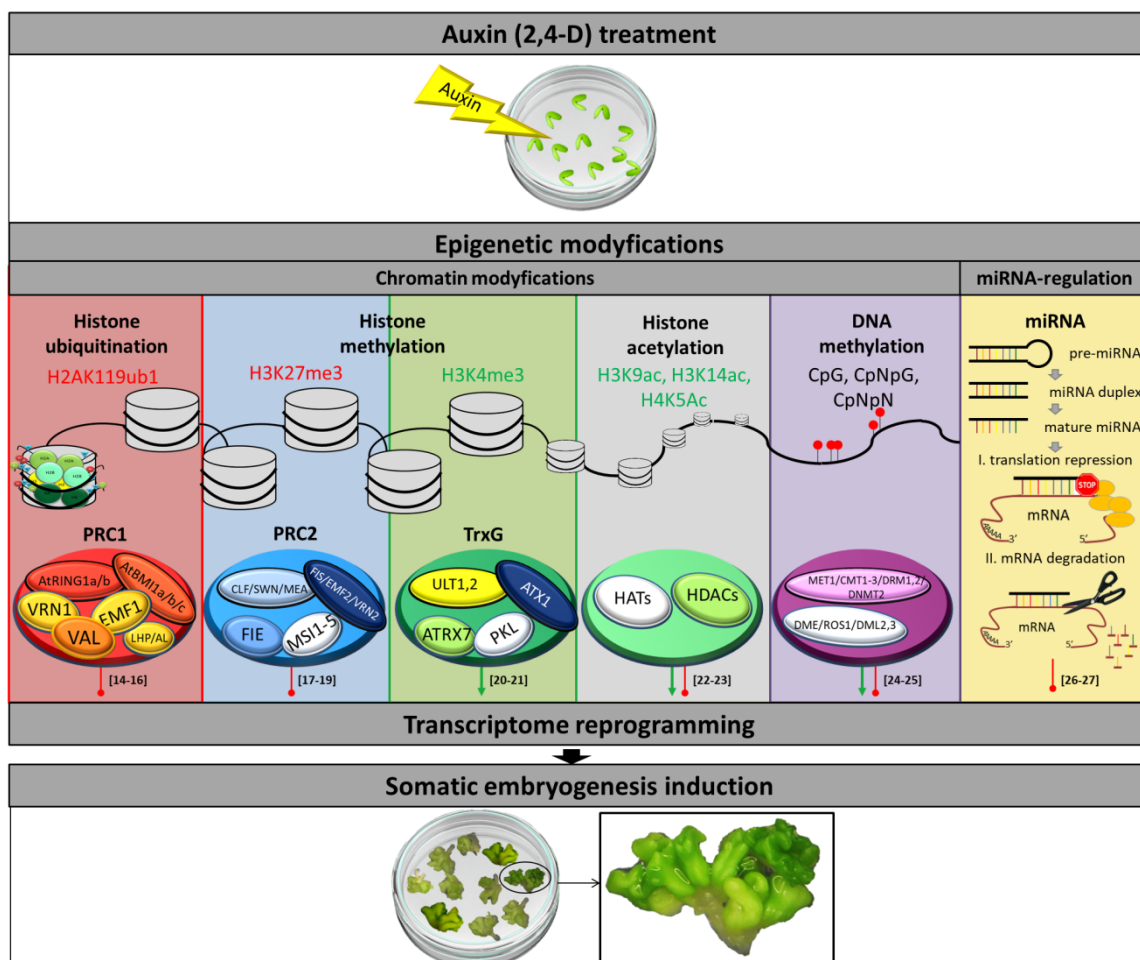 Auxin (2,4-D) treatment
Auxin
Epigenetic modyfications
Chromatin modyfications
miRNA-regulation
Histone
ubiquitination
H2AK119ub1
Histone
methylation
H3K27me3
H3K4me3
Histone
acetylation
H3K9ac, H3K14ac,
H4K5Ac
DNA
methylation
CpG, CpNpG,
CpNpN
miRNA
pre-miRNA
miRNA duplex
mature miRNA
I. translation repression
STOP
mRNA
AAAAA 3’
5’
II. mRNA degradation
mRNA
AAAAA 3’
5’
[26-27]
H2A
H2B
PRC1
AtRING1a/b
AtBMI1a/b/c
VRN1
EMF1
VAL
LHP/AL
[14-16]
PRC2
CLF/SWN/MEA
FIS/EMF2/VRN2
FIE
MSI1-5
[17-19]
TrxG
ULT1,2
ATX1
ATRX7
PKL
[20-21]
HATs
HDACs
[22-23]
MET1/CMT1-3/DRM1,2/
DNMT2
DME/ROS1/DML2,3
[24-25]
Transcriptome reprogramming
Somatic embryogenesis induction